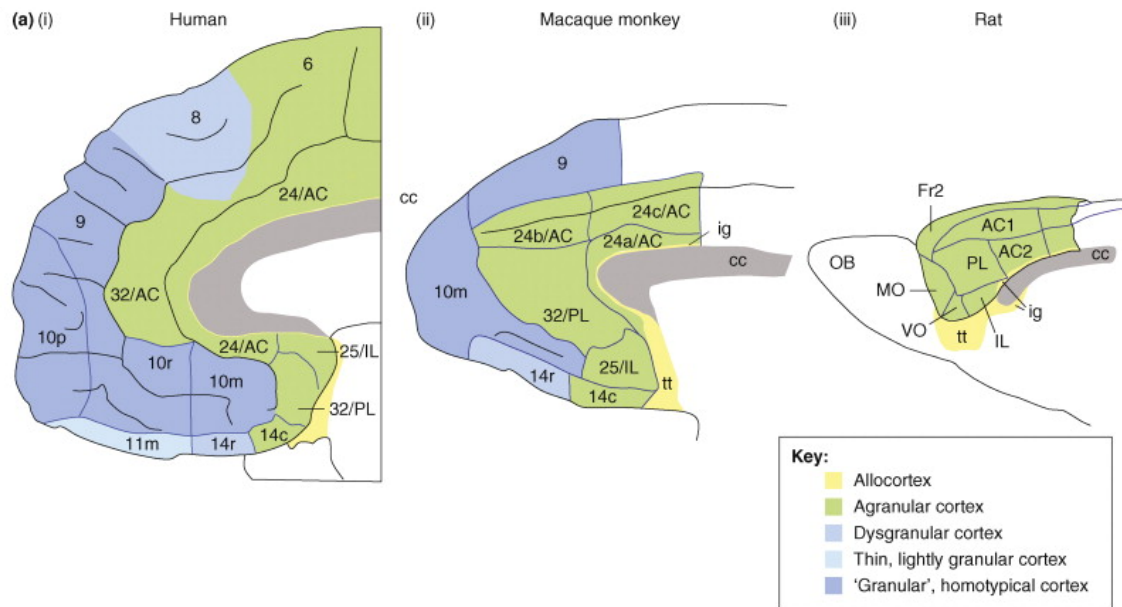 (a) (i) Human
(ii) Macaque monkey
(iii) Rat
6
8
9
24/AC
32/AC
10p
10r
10m
24/AC
25/IL
32/PL
14c
14r
11m
cc
9
24c/AC
24b/AC
24a/AC
ig
cc
10m
32/PL
25/IL
14r
14c
tt
Fr2
AC1
AC2
PL
cc
OB
MO
VO
tt
IL
ig
Key:
Allocortex
Agranular cortex
Dysgranular cortex
Thin, lightly granular cortex
'Granular', homotypical cortex